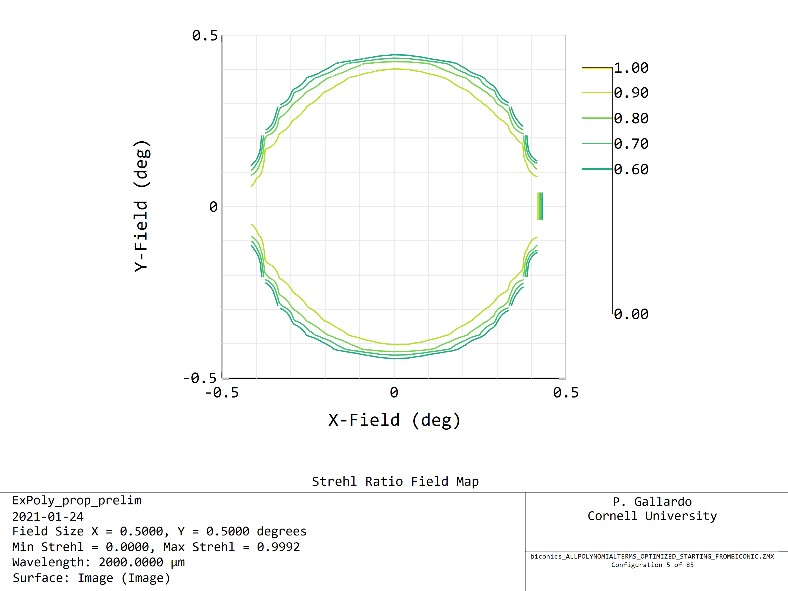 0.5
0
-0.5
-0.5
0
0.5
Y-Field (deg)
X-Field (deg)
1.00
0.90
0.80
0.70
0.60
0.00
Strehl Ratio Field Map
ExPoly_prop_prelim
2021-01-24
Field Size X = 0.5000, Y = 0.5000 degrees
Min Strehl = 0.0000, Max Strehl = 0.9992
Wavelength: 2000.0000 µm
Surface: Image (Image)
P. Gallardo
Cornell University
biconics_ALLPOLYNOMIALTERMS_OPTIMIZED_STARTING_FROMBICONIC.ZMX
Configuration 5 of 85